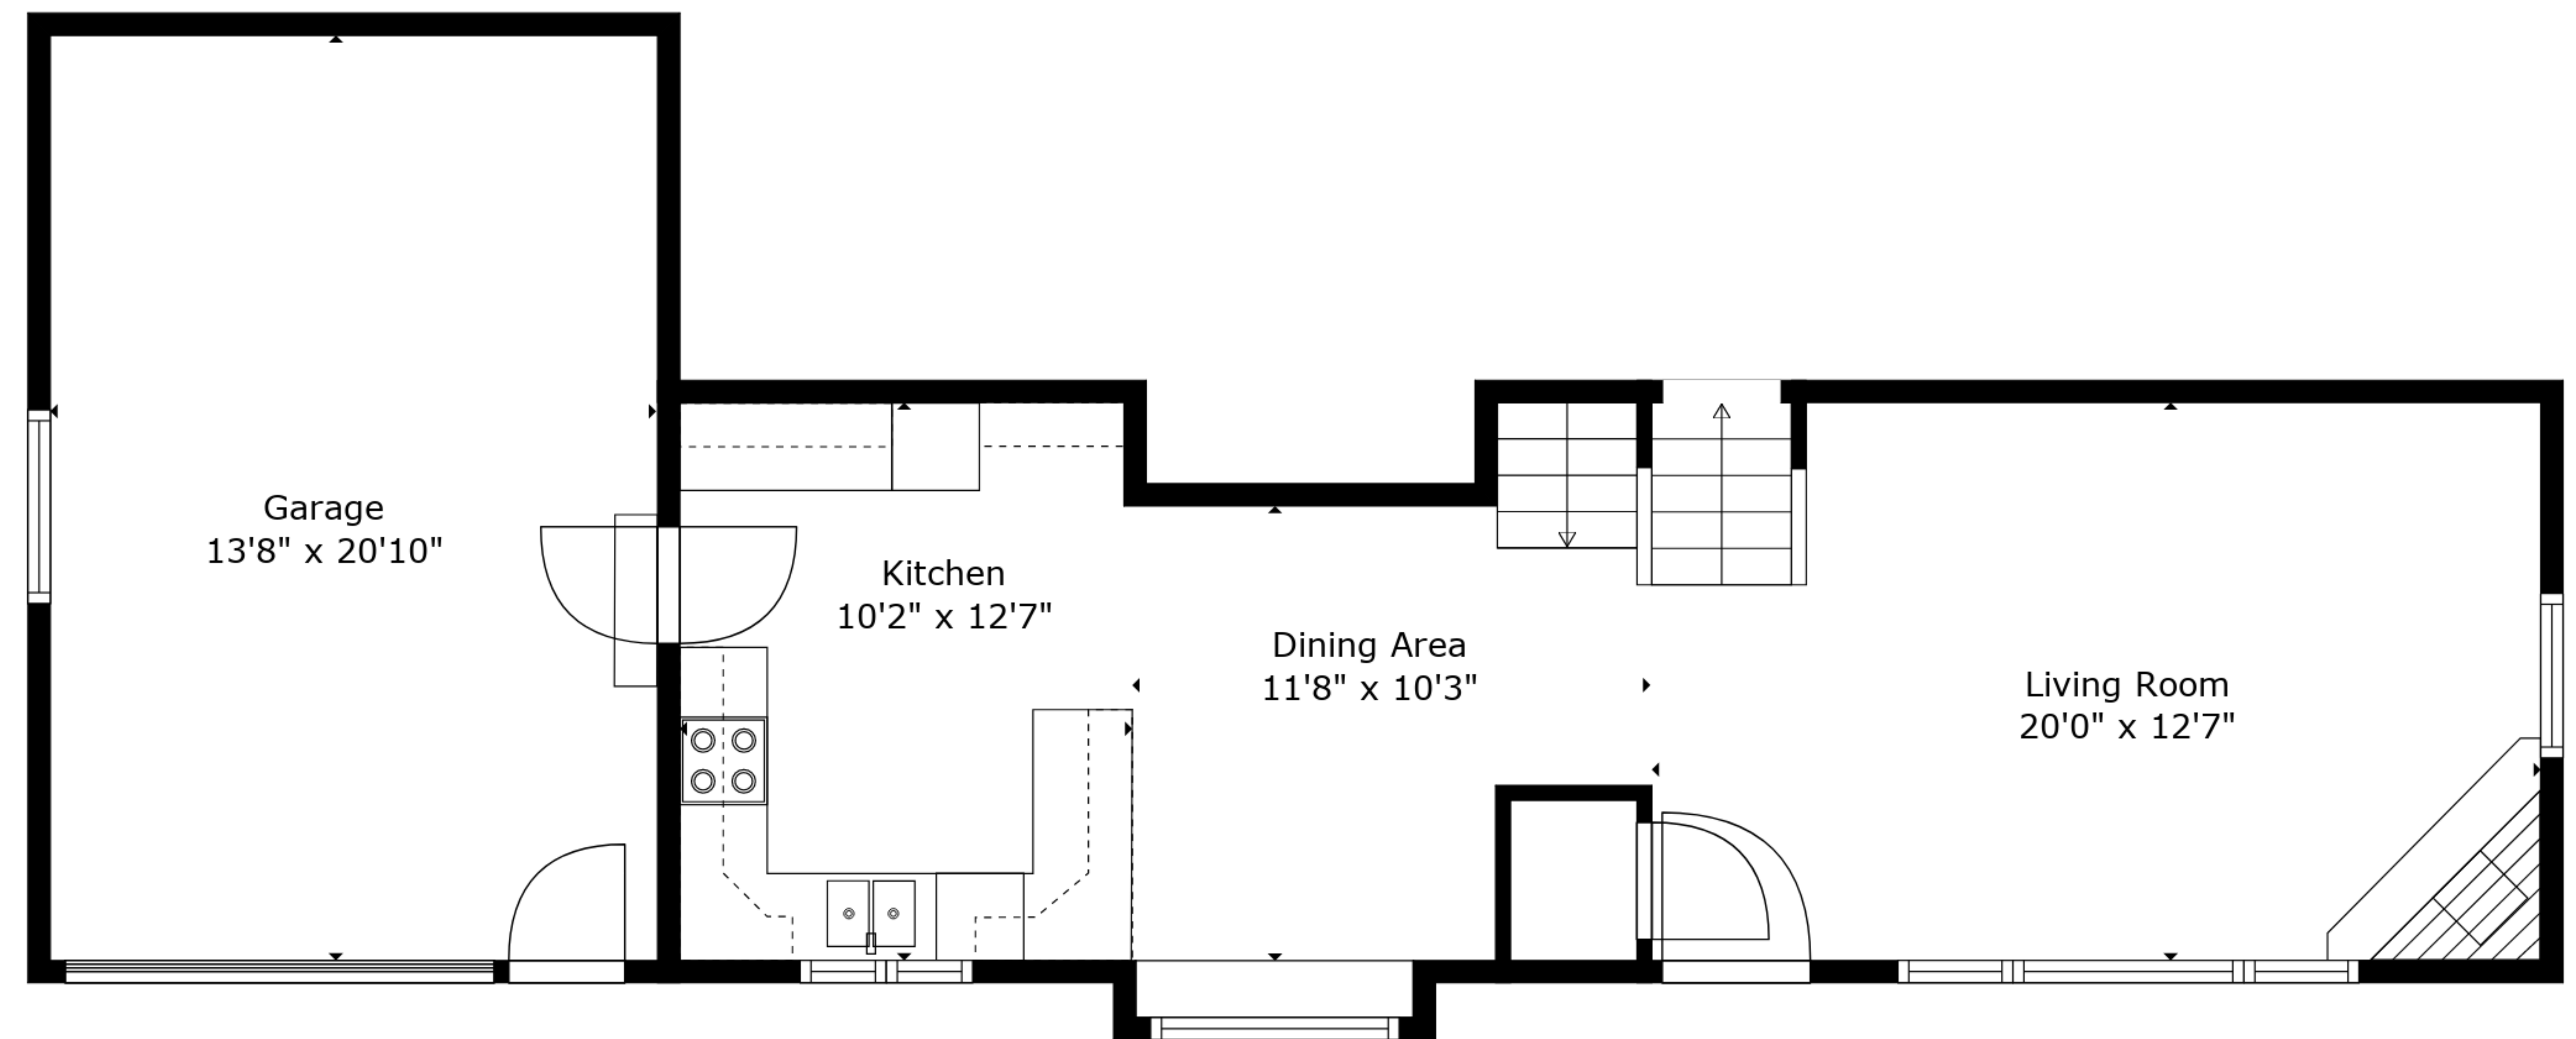 Garage
13'8" x 20'10"
Kitchen
10'2" x 12'7"
Dining Area
11'8" x 10'3"
Living Room
20'0" x 12'7"